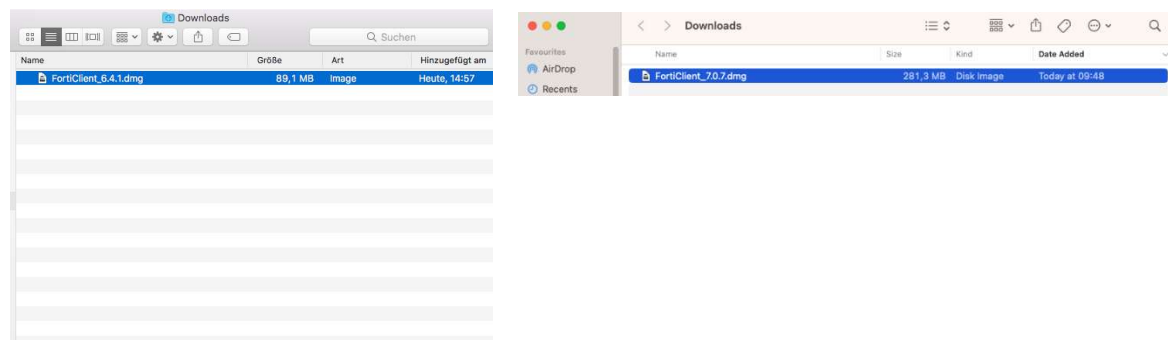 Downloads
Suchen
Name Größe Art Hinzugefügt am
FortiClient_6.4.1.dmg 89,1 MB Image Heute, 14:57
Downloads
Favourites
AirDrop
Recents
Name Size Kind Date Added
FortiClient_7.0.7.dmg 281,3 MB Disk Image Today at 09:48